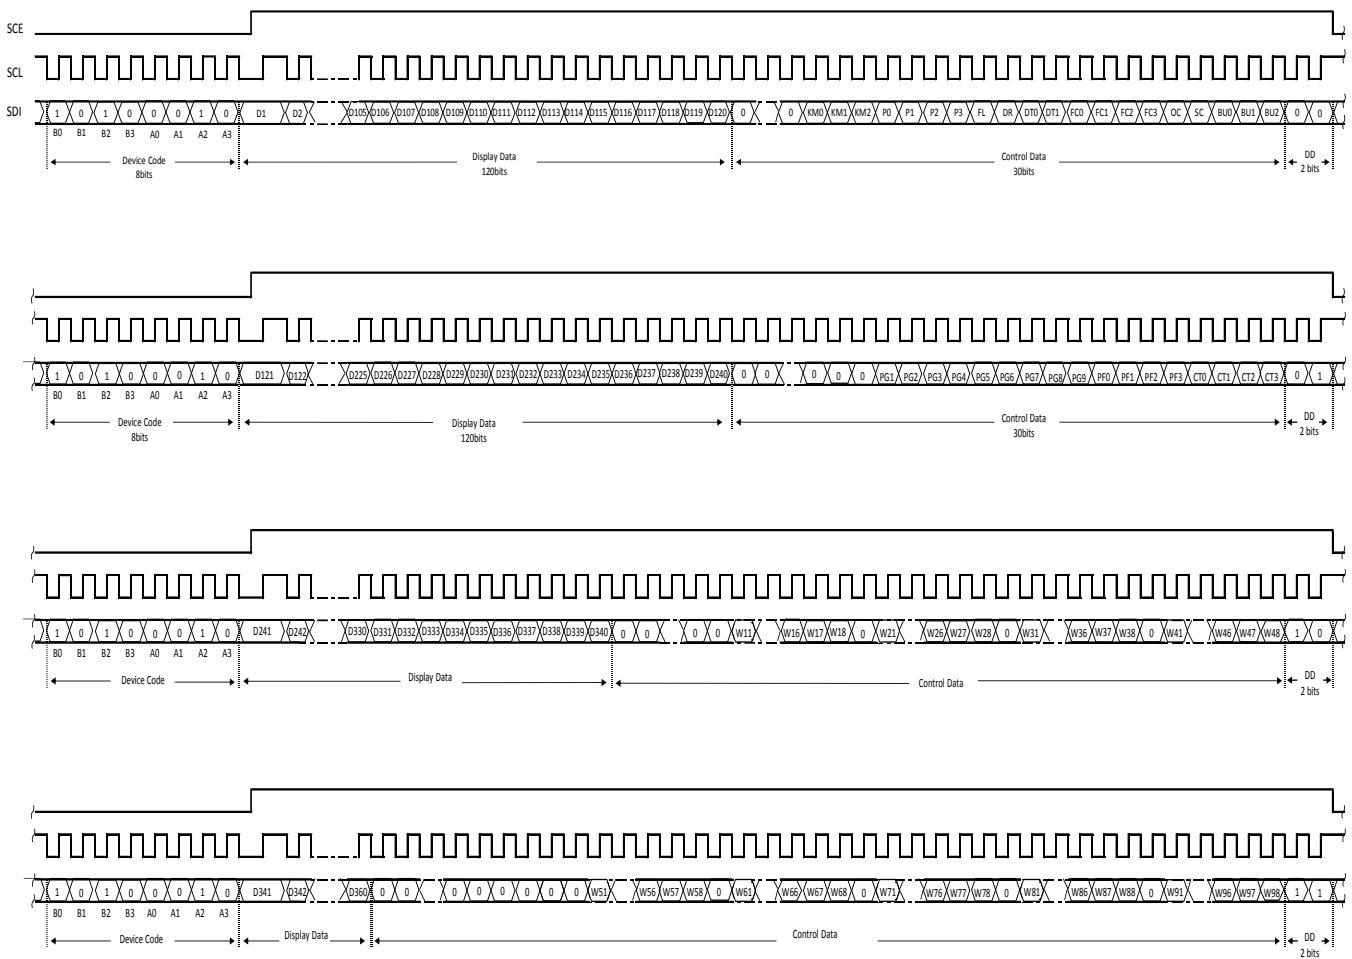 SCE
SCL
SDI 1 0 1 0 0 0 1 0 D1 D2 D105 D106 D107 D108 D109 D110 D111 D112 D113 D114 D115 D116 D117 D118 D119 D120 0 0 KM0 KM1 KM2 P0 P1 P2 P3 FL DR DT0 DT1 FC0 FC1 FC2 FC3 OC SC BU0 BU1 BU2 0 0
B0 B1 B2 B3 A0 A1 A2 A3
Device Code Display Data Control Data DD
8bits 120bits 30bits 2 bits
1 0 1 0 0 0 1 0 D121 D122 D225 D226 D227 D228 D229 D230 D231 D232 D233 D234 D235 D236 D237 D238 D239 D240 0 0 0 0 0 PG1 PG2 PG3 PG4 PG5 PG6 PG7 PG8 PG9 PF0 PF1 PF2 PF3 CT0 CT1 CT2 CT3 0 1
B0 B1 B2 B3 A0 A1 A2 A3
Device Code Display Data Control Data DD
8bits 120bits 30bits 2 bits
1 0 1 0 0 0 1 0 D241 D242 D330 D331 D332 D333 D334 D335 D336 D337 D338 D339 D340 0 0 0 0 W11 W16 W17 W18 0 W21 W26 W27 W28 0 W31 W36 W37 W38 0 W41 W46 W47 W48 1 0
B0 B1 B2 B3 A0 A1 A2 A3
Device Code Display Data Control Data DD
2 bits
1 0 1 0 0 0 1 0 D341 D342 D360 0 0 0 0 0 0 0 0 W51 W56 W57 W58 0 W61 W66 W67 W68 0 W71 W76 W77 W78 0 W81 W86 W87 W88 0 W91 W96 W97 W98 1 1
B0 B1 B2 B3 A0 A1 A2 A3
Device Code Display Data Control Data DD
2 bits